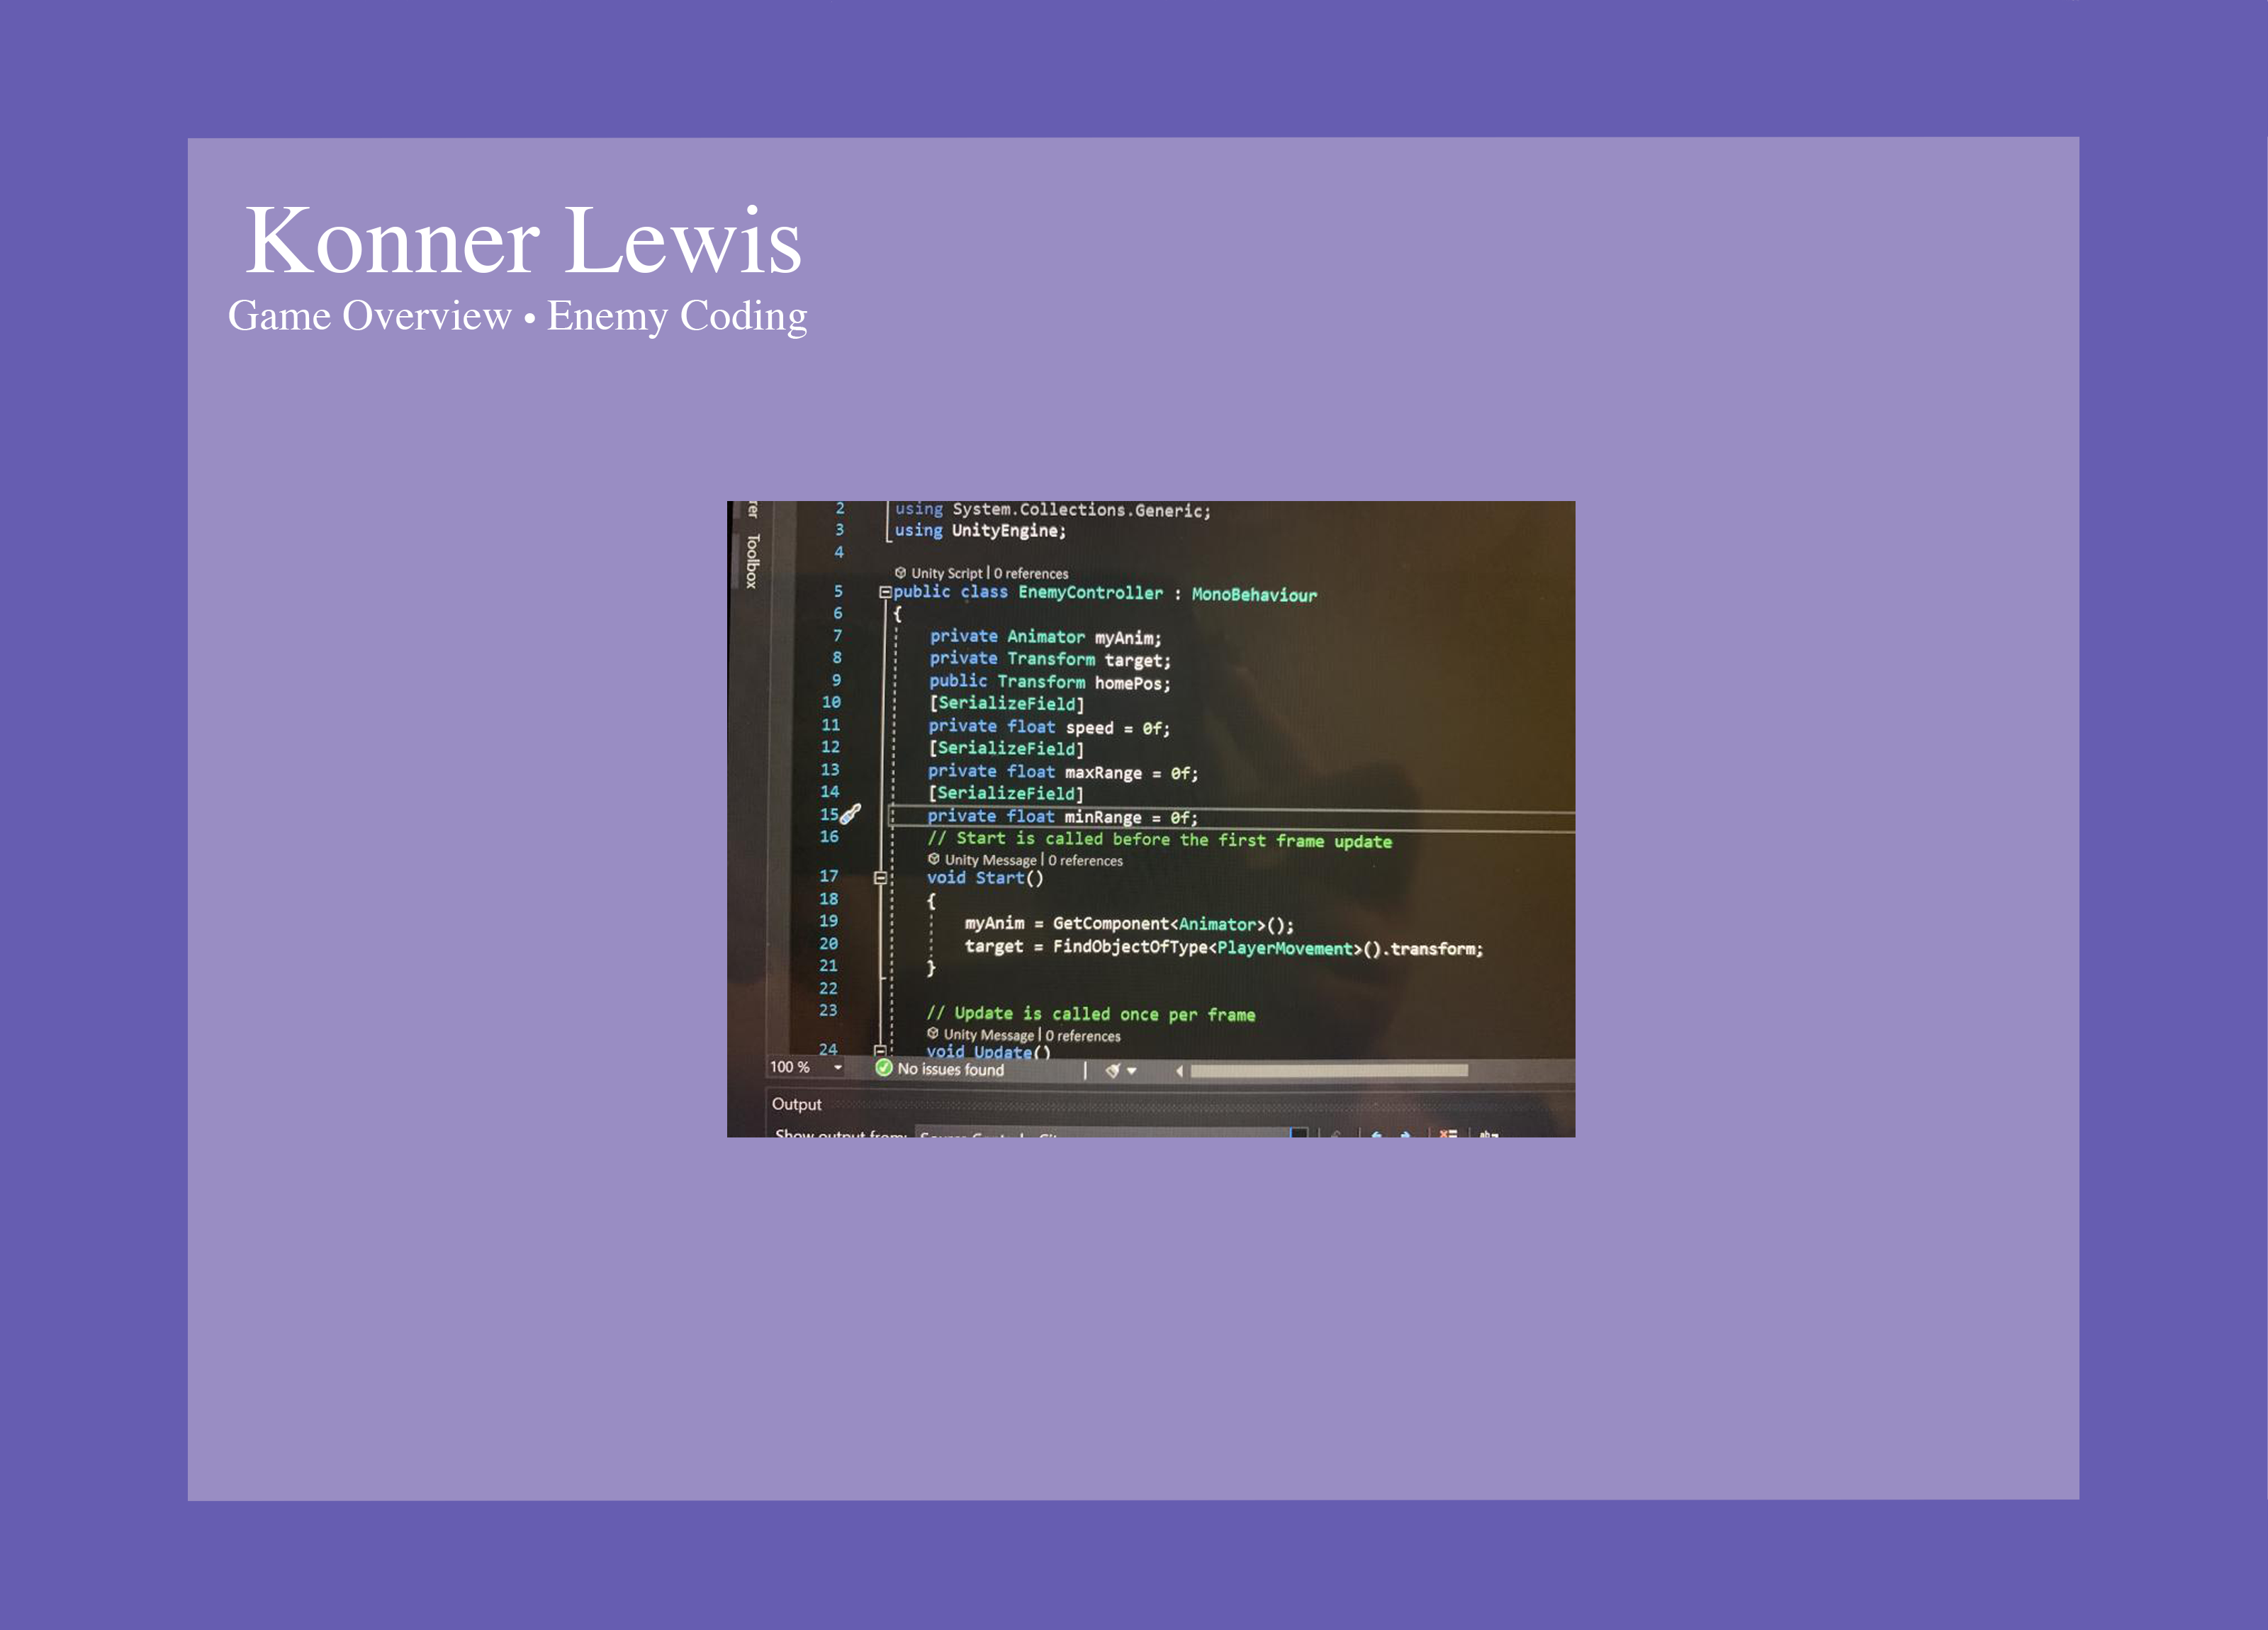 Konner Lewis
Game Overview • Enemy Coding
rer Toolbox
2 using System.Collections.Generic;
3 using UnityEngine;
4
Unity Script | 0 references
5 public class EnemyController : MonoBehaviour
6 {
7 private Animator myAnim;
8 private Transform target;
9 public Transform homePos;
10 [SerializeField]
11 private float speed = 0f;
12 [SerializeField]
13 private float maxRange = 0f;
14 [SerializeField]
15 private float minRange = 0f;
16 // Start is called before the first frame update
Unity Message | 0 references
17 void Start()
18 {
19 myAnim = GetComponent<Animator>();
20 target = FindObjectOfType<PlayerMovement>().transform;
21 }
22
23 // Update is called once per frame
Unity Message | 0 references
24 void Update()
100 % No issues found
Output
Show output from: